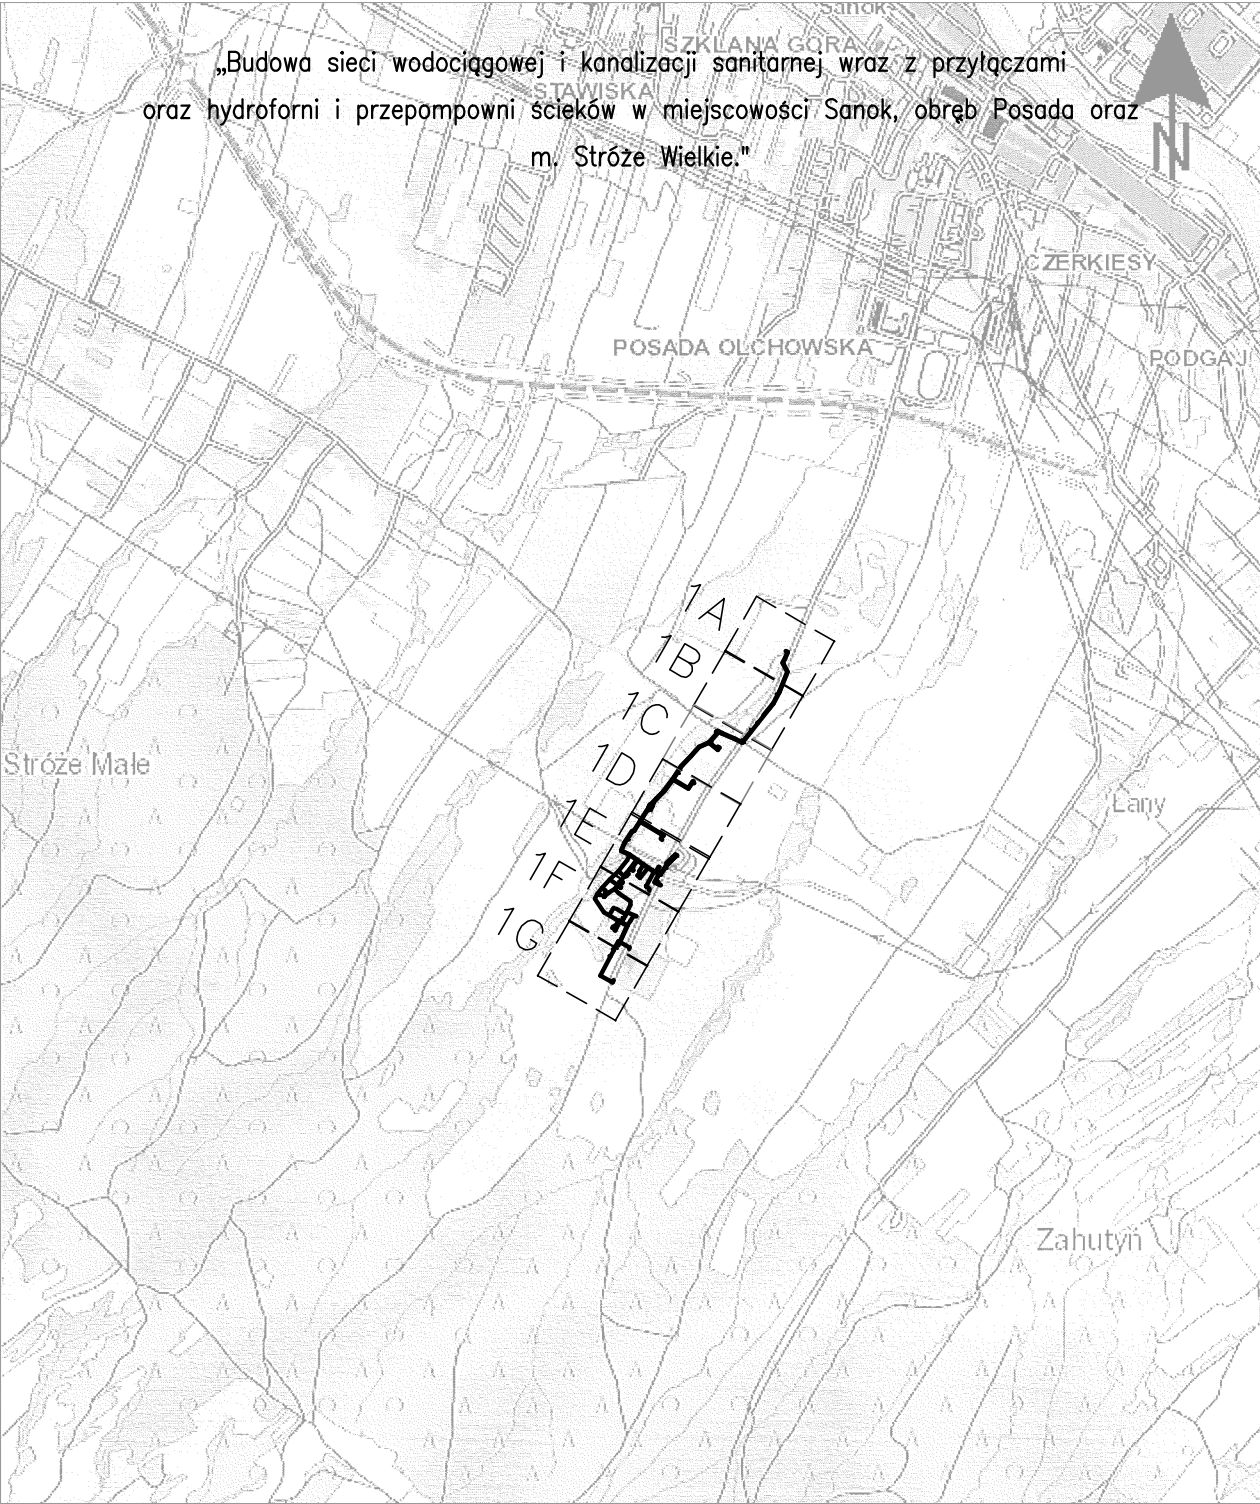 Sanok
SZKLANA GÓRA
„Budowa sieci wodociągowej i kanalizacji sanitarnej wraz z przyłączami
STAWISKA
oraz hydroforni i przepompowni ścieków w miejscowości Sanok, obręb Posada oraz
m. Stróże Wielkie."
N
CZERKIESY
POSADA OLCHOWSKA
PODGAJ
1A
1B
1C
1D
1E
1F
1G
Stróże Małe
Łany
Zahutyń